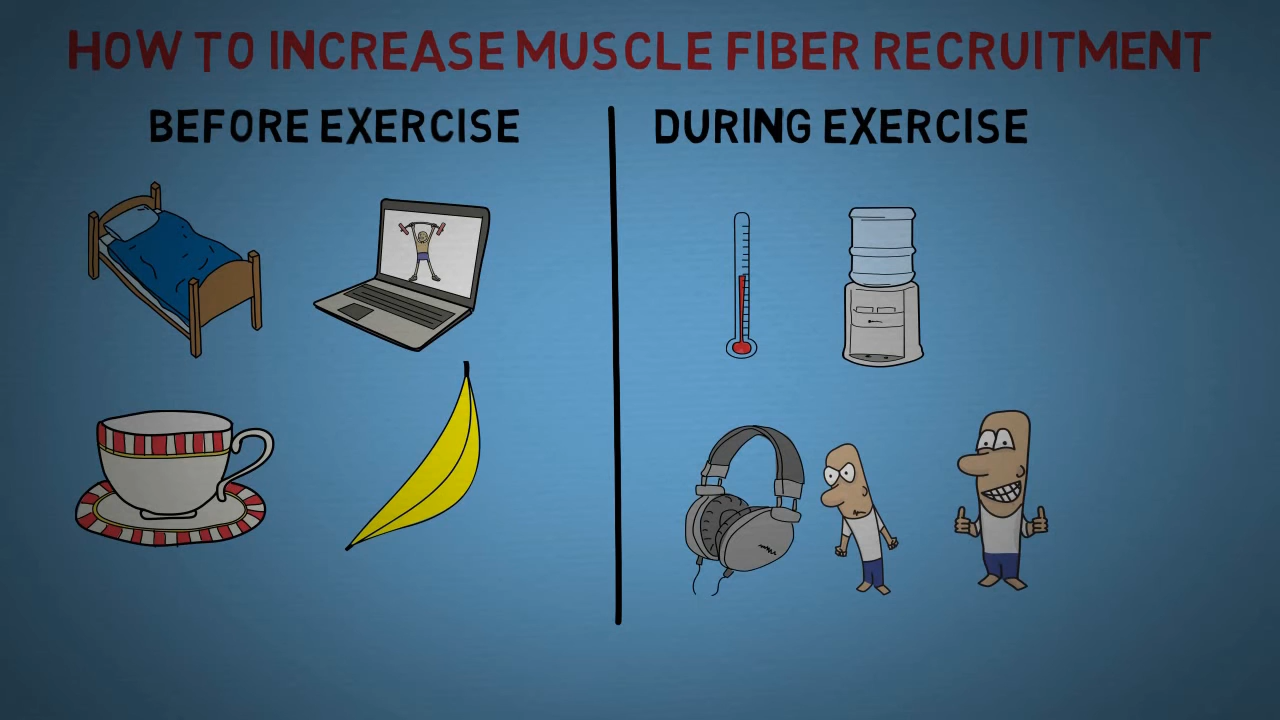 HOW TO INCREASE MUSCLE FIBER RECRUITMENT
BEFORE EXERCISE
DURING EXERCISE